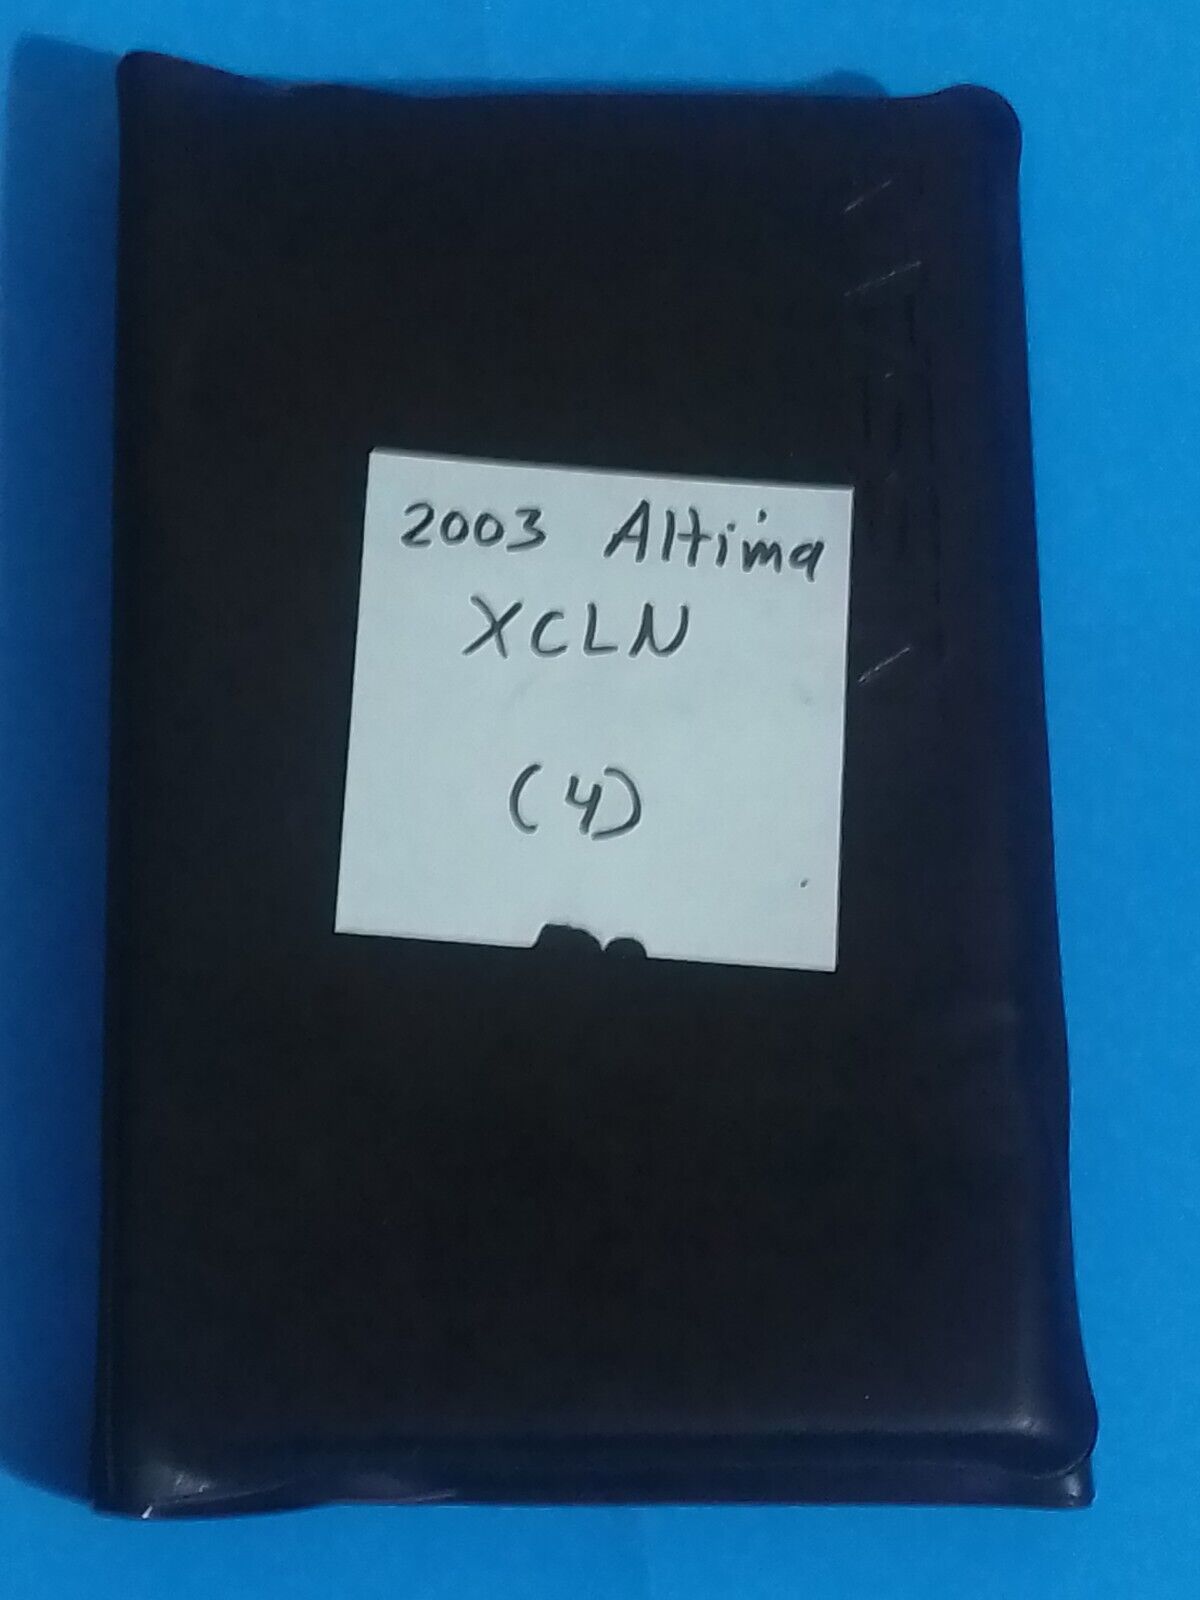 2003 Altima
XCLN
(4)